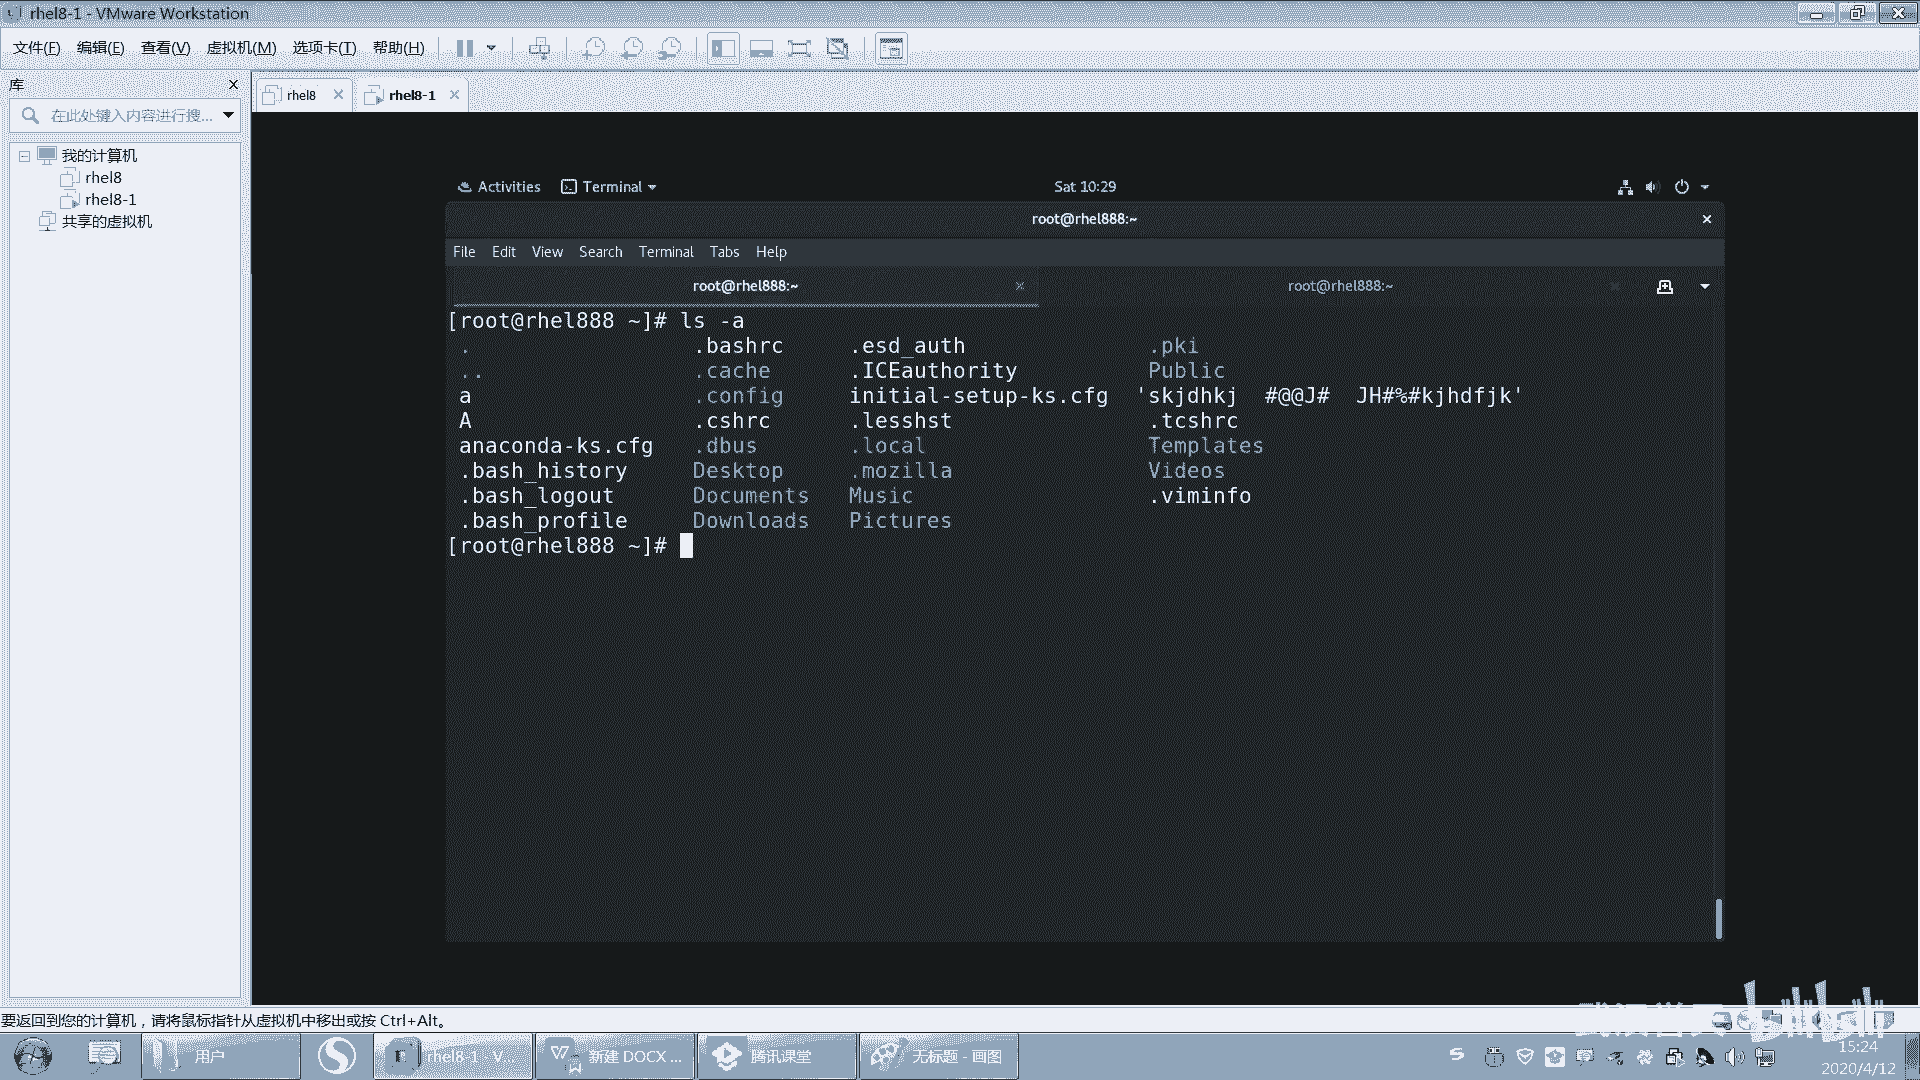 rhel8-1 - VMware Workstation
文件(F) 编辑(E) 查看(V) 虚拟机(M) 选项卡(T) 帮助(H)
库
在此处键入内容进行搜...
我的计算机
rhel8
rhel8-1
共享的虚拟机
rhel8 rhel8-1
Activities Terminal Sat 10:29
root@rhel888:~
File Edit View Search Terminal Tabs Help
root@rhel888:~ root@rhel888:~
[root@rhel888 ~]# ls -a
. .bashrc .esd_auth .pki
.. .cache .ICEauthority Public
a .config initial-setup-ks.cfg 'skjdhkj  #@@J#  JH#%#kjhdfjk'
A .cshrc .lesshst .tcshrc
anaconda-ks.cfg .dbus .local Templates
.bash_history Desktop .mozilla Videos
.bash_logout Documents Music .viminfo
.bash_profile Downloads Pictures
[root@rhel888 ~]#
要返回到您的计算机，请将鼠标指针从虚拟机中移出或按 Ctrl+Alt。
用户 rhel8-1 - V... 新建 DOCX ... 腾讯课堂 无标题 - 画图
15:24
2020/4/12